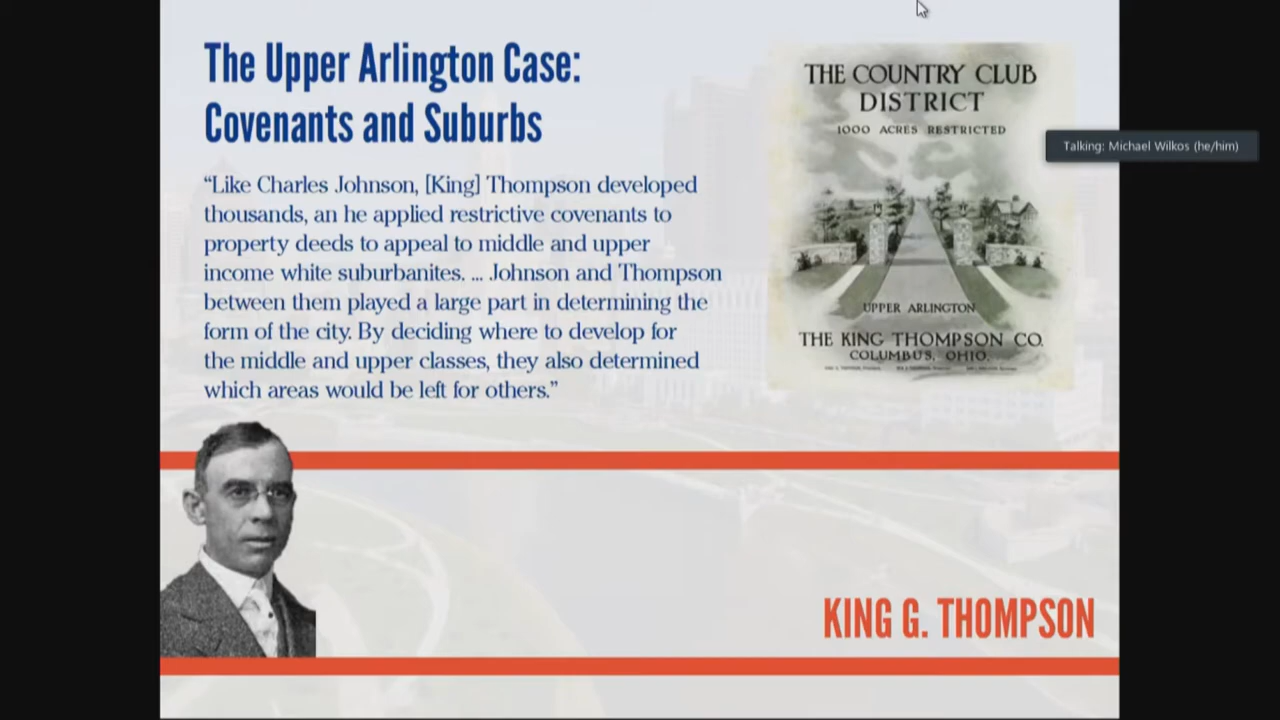 The Upper Arlington Case:
Covenants and Suburbs
“Like Charles Johnson, [King] Thompson developed
thousands, an he applied restrictive covenants to
property deeds to appeal to middle and upper
income white suburbanites. ... Johnson and Thompson
between them played a large part in determining the
form of the city. By deciding where to develop for
the middle and upper classes, they also determined
which areas would be left for others.”
THE COUNTRY CLUB
DISTRICT
1000 ACRES RESTRICTED
UPPER ARLINGTON
THE KING THOMPSON CO.
COLUMBUS, OHIO.
Talking: Michael Wilkos (he/him)
KING G. THOMPSON